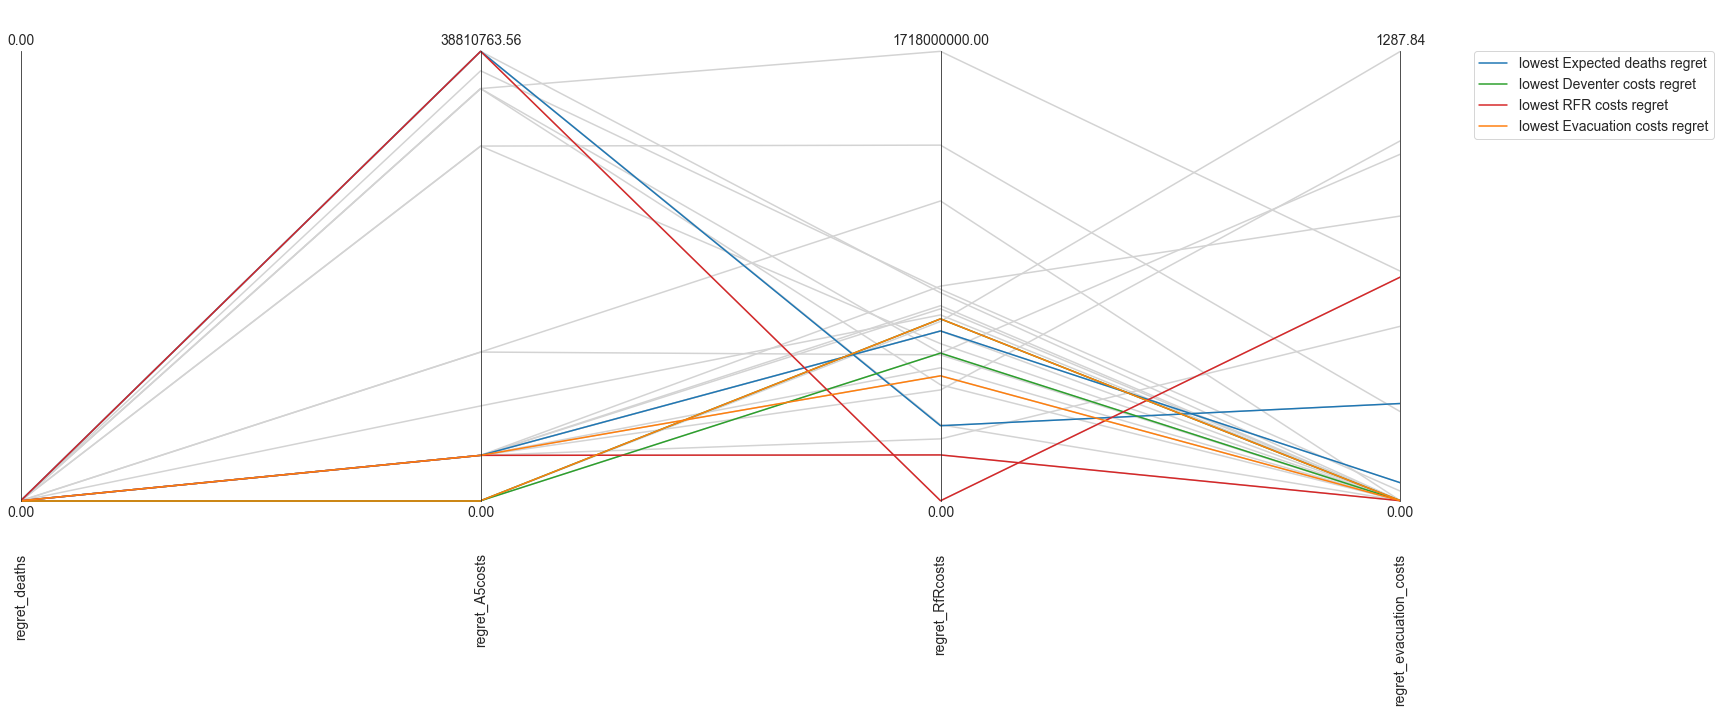 0.00
38810763.56
1718000000.00
1287.84
lowest Expected deaths regret
lowest Deventer costs regret
lowest RFR costs regret
lowest Evacuation costs regret
0.00
0.00
0.00
0.00
regret_deaths
regret_A5costs
regret_RfRcosts
regret_evacuation_costs